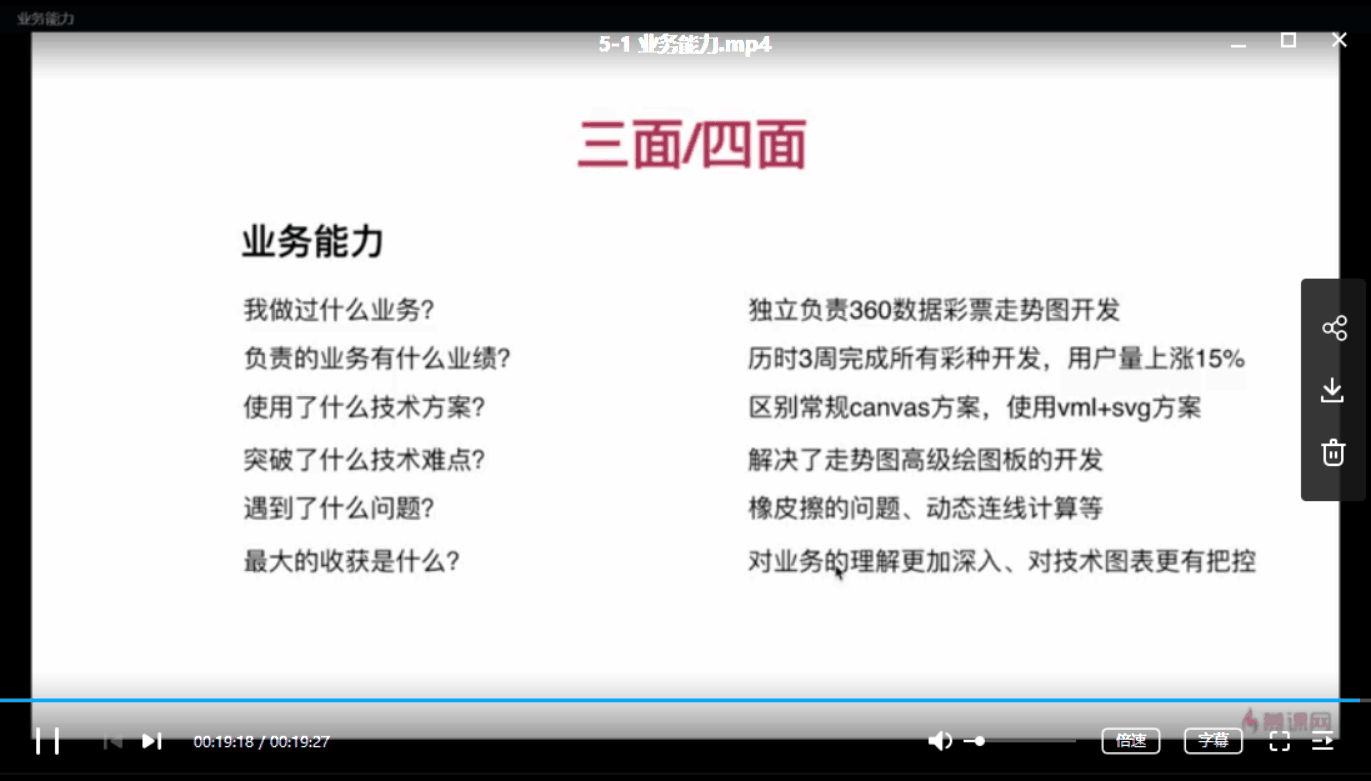 业务能力
5-1 业务能力.mp4
三面/四面
业务能力
我做过什么业务? 独立负责360数据彩票走势图开发
负责的业务有什么业绩? 历时3周完成所有彩种开发，用户量上涨15%
使用了什么技术方案? 区别常规canvas方案，使用vml+svg方案
突破了什么技术难点? 解决了走势图高级绘图板的开发
遇到了什么问题? 橡皮擦的问题、动态连线计算等
最大的收获是什么? 对业务的理解更加深入、对技术图表更有把控
慕课网
00:19:18 / 00:19:27 倍速 字幕